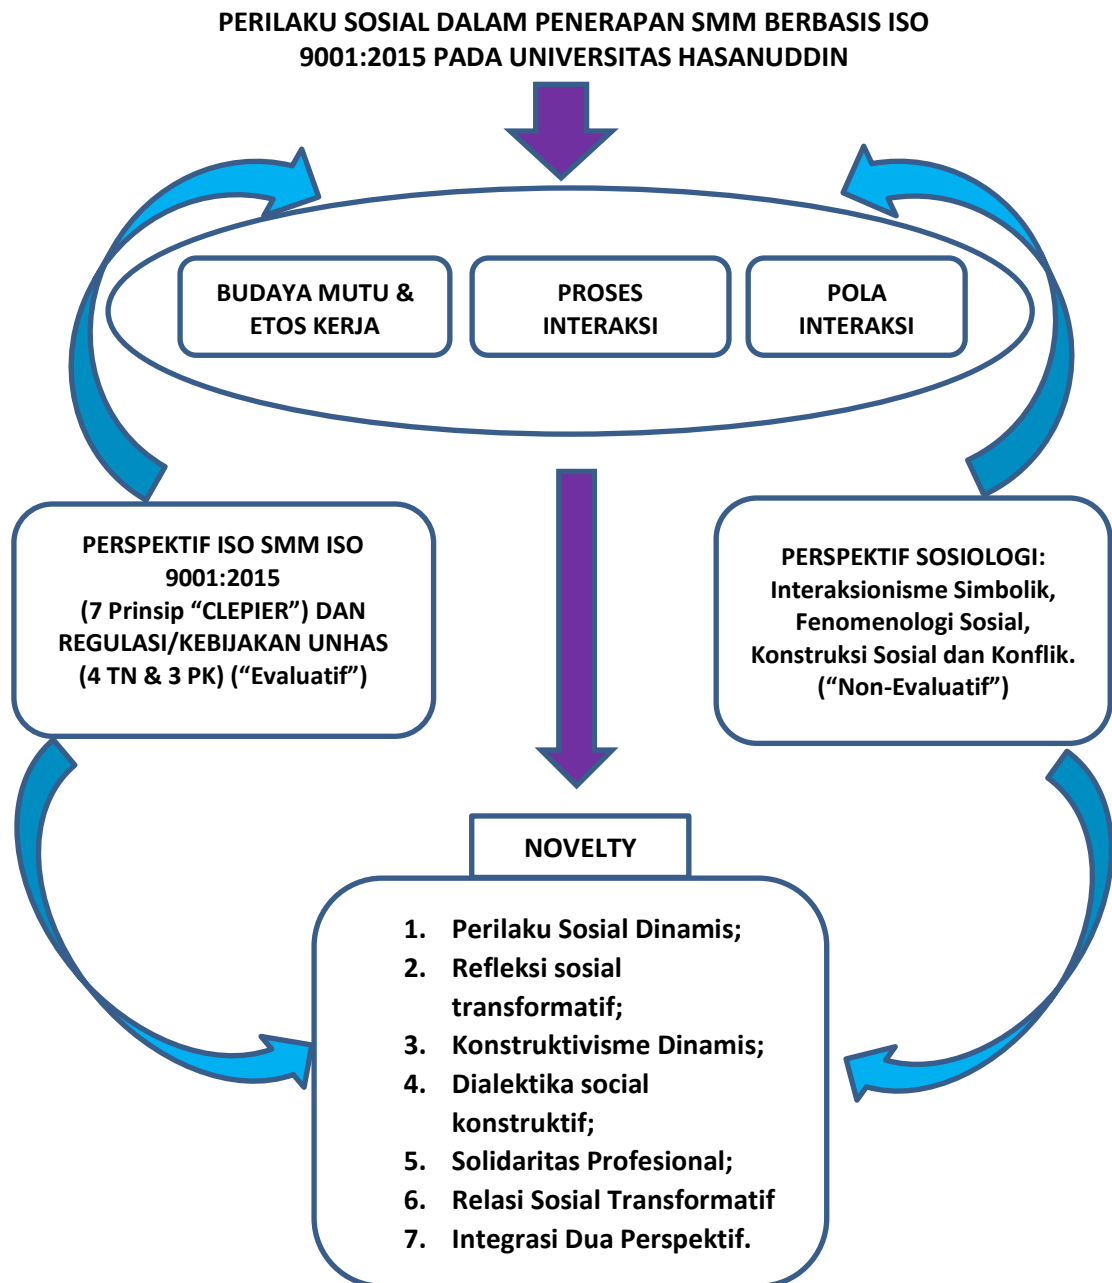 PERILAKU SOSIAL DALAM PENERAPAN SMM BERBASIS ISO
9001:2015 PADA UNIVERSITAS HASANUDDIN
BUDAYA MUTU &
ETOS KERJA
PROSES
INTERAKSI
POLA
INTERAKSI
PERSPEKTIF ISO SMM ISO
9001:2015
(7 Prinsip “CLEPIER”) DAN
REGULASI/KEBIJAKAN UNHAS
(4 TN & 3 PK) (“Evaluatif”)
PERSPEKTIF SOSIOLOGI:
Interaksionisme Simbolik,
Fenomenologi Sosial,
Konstruksi Sosial dan Konflik.
(“Non-Evaluatif”)
NOVELTY
1. Perilaku Sosial Dinamis;
2. Refleksi sosial
transformatif;
3. Konstruktivisme Dinamis;
4. Dialektika social
konstruktif;
5. Solidaritas Profesional;
6. Relasi Sosial Transformatif
7. Integrasi Dua Perspektif.